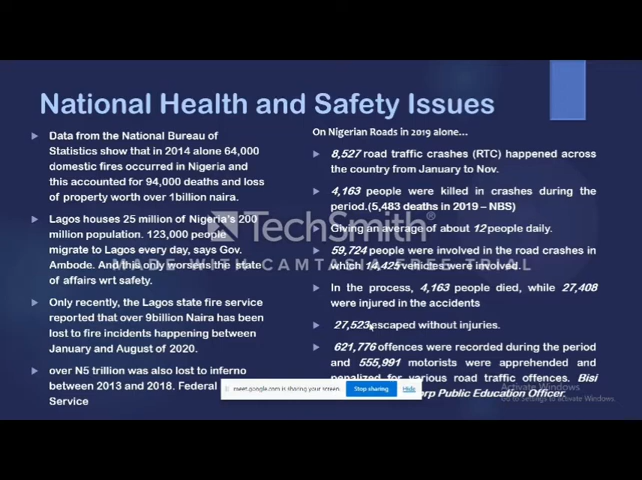 National Health and Safety Issues
Data from the National Bureau of
Statistics show that in 2014 alone 64,000
domestic fires occurred in Nigeria and
this accounted for 94,000 deaths and loss
of property worth over 1billion naira.
Lagos houses 25 million of Nigeria's 200
million population. 123,000 people
migrate to Lagos every day, says Gov.
Ambode. And this only worsens the state
of affairs wrt safety.
Only recently, the Lagos state fire service
reported that over 9billion Naira has been
lost to fire incidents happening between
January and August of 2020.
over N5 trillion was also lost to inferno
between 2013 and 2018. Federal
Service
On Nigerian Roads in 2019 alone...
8,527 road traffic crashes (RTC) happened across
the country from January to Nov.
4,163 people were killed in crashes during the
period.(5,483 deaths in 2019 – NBS)
Giving an average of about 12 people daily.
59,724 people were involved in the road crashes in
which 14,425 vehicles were involved.
In the process, 4,163 people died, while 27,408
were injured in the accidents
27,523 escaped without injuries.
621,776 offences were recorded during the period
and 555,991 motorists were apprehended and
penalized for various road traffic offences. Bisi
Corp Public Education Officer.
TechSmith®
MADE WITH CAMTASIA FREE TRIAL
meet.google.com is sharing your screen.
Stop sharing
Hide
Activate Windows
Go to Settings to activate Windows.